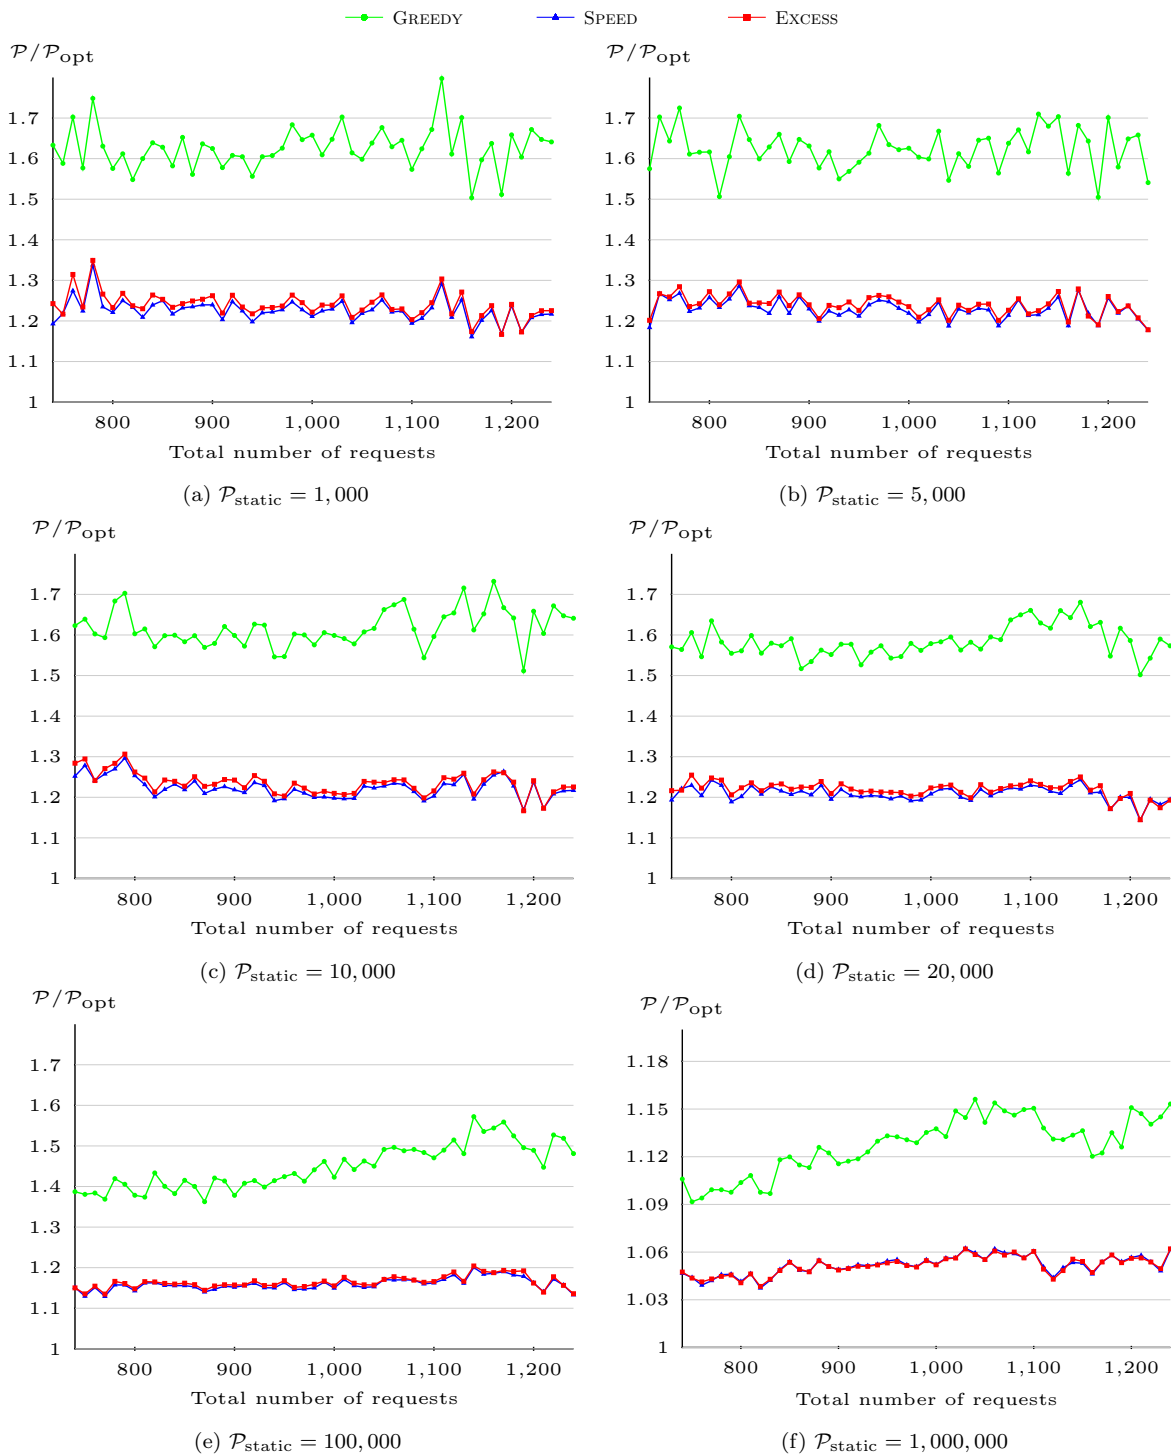 GREEDY SPEED EXCESS
P/Popt P/Popt
1.7 1.7
1.6 1.6
1.5 1.5
1.4 1.4
1.3 1.3
1.2 1.2
1.1 1.1
1 1
800 900 1,000 1,100 1,200 800 900 1,000 1,100 1,200
Total number of requests Total number of requests
(a) Pstatic = 1,000 (b) Pstatic = 5,000
P/Popt P/Popt
1.7 1.7
1.6 1.6
1.5 1.5
1.4 1.4
1.3 1.3
1.2 1.2
1.1 1.1
1 1
800 900 1,000 1,100 1,200 800 900 1,000 1,100 1,200
Total number of requests Total number of requests
(c) Pstatic = 10,000 (d) Pstatic = 20,000
P/Popt P/Popt
1.7 1.18
1.6 1.15
1.5 1.12
1.4 1.09
1.3 1.06
1.2 1.03
1.1 1
1
800 900 1,000 1,100 1,200 800 900 1,000 1,100 1,200
Total number of requests Total number of requests
(e) Pstatic = 100,000 (f) Pstatic = 1,000,000